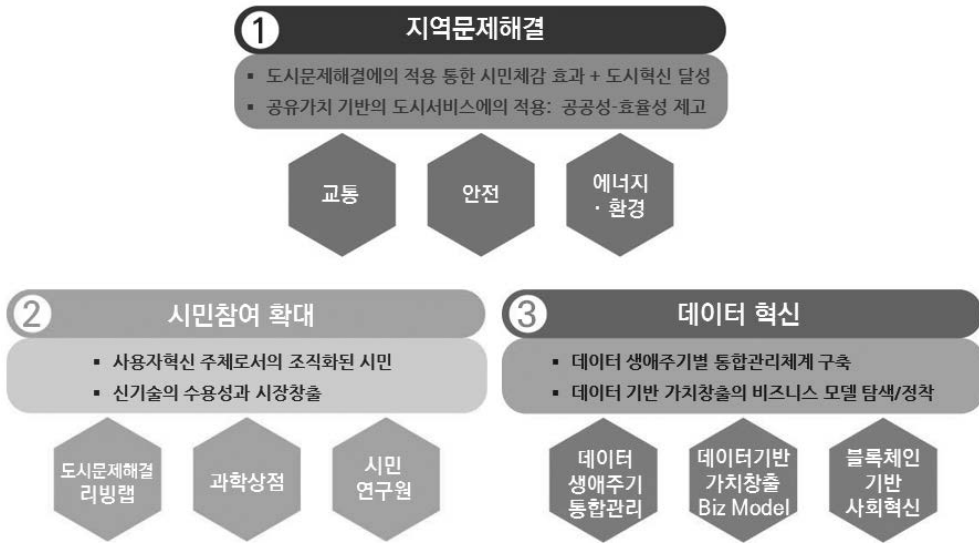 1 지역문제해결
▪ 도시문제해결에의 적용 통한 시민체감 효과 + 도시혁신 달성
▪ 공유가치 기반의 도시서비스에의 적용: 공공성-효율성 제고
교통
안전
에너지
· 환경
2 시민참여 확대
▪ 사용자혁신 주체로서의 조직화된 시민
▪ 신기술의 수용성과 시장창출
도시문제해결
리빙랩
과학상점
시민
연구원
3 데이터 혁신
▪ 데이터 생애주기별 통합관리체계 구축
▪ 데이터 기반 가치창출의 비즈니스 모델 탐색/정착
데이터
생애주기
통합관리
데이터기반
가치창출
Biz Model
블록체인
기반
사회혁신